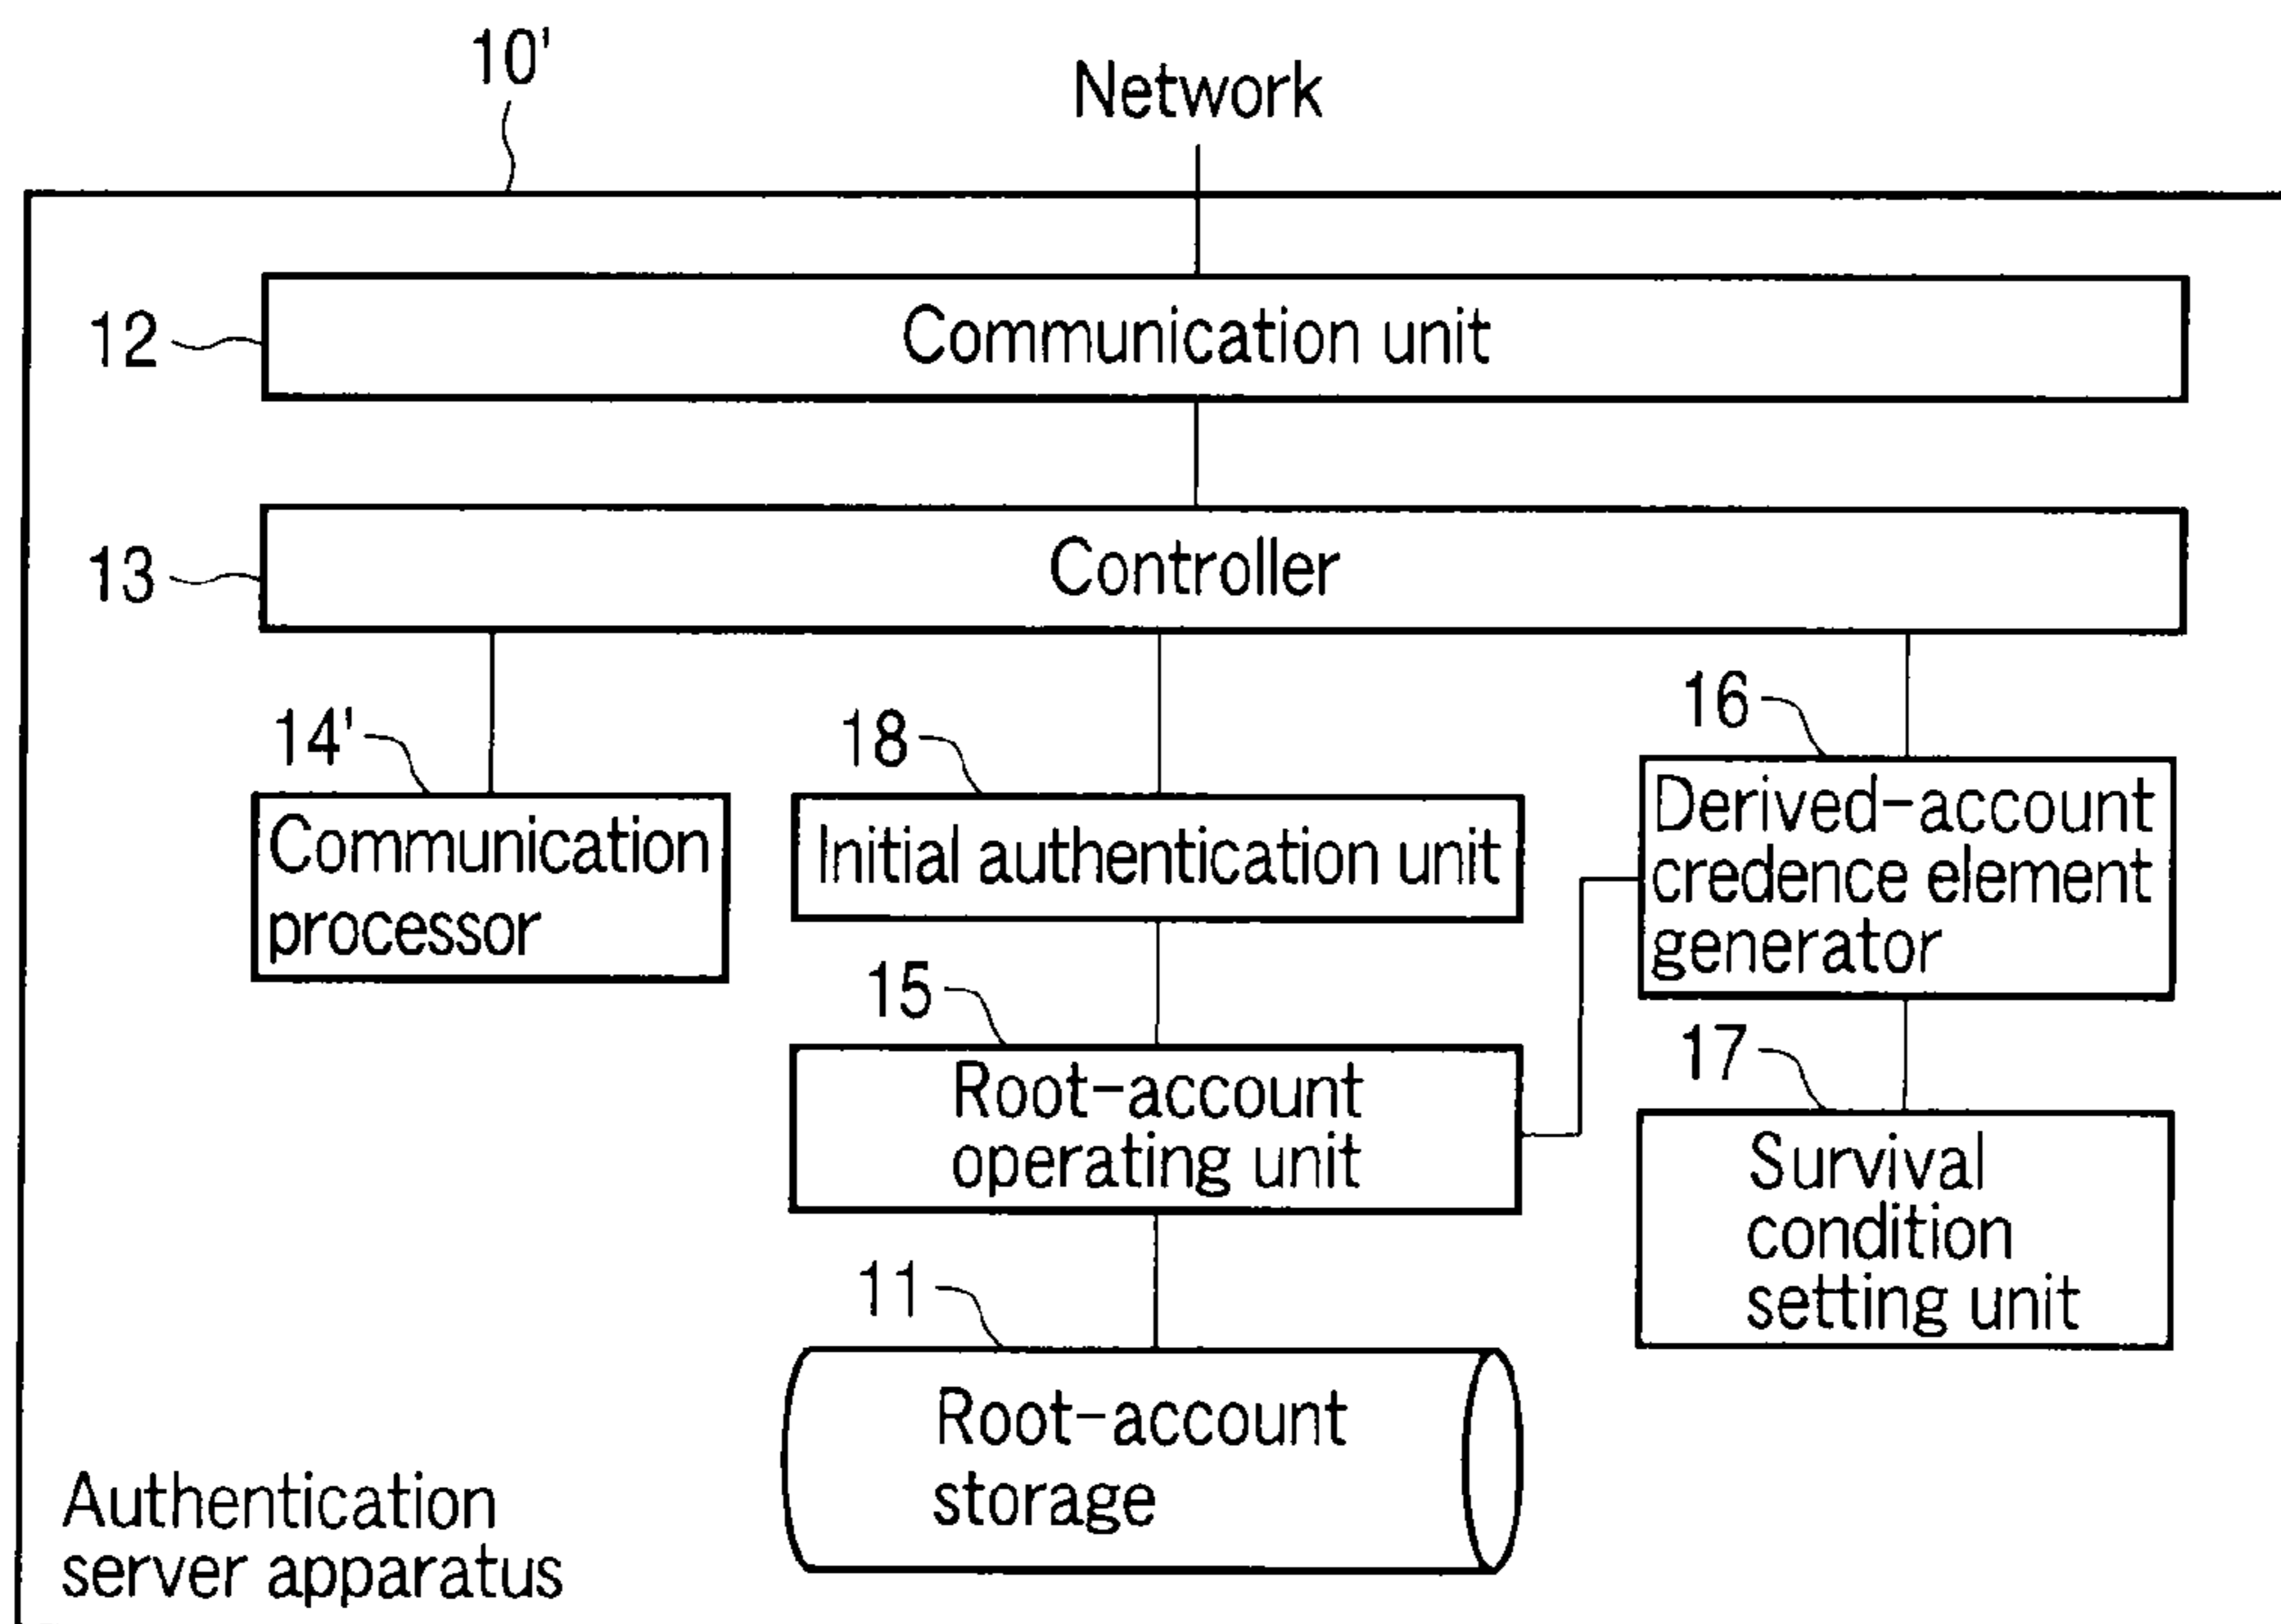 10'
Network
12
Communication unit
13
Controller
14'
Communication
processor
18
Initial authentication unit
16
Derived-account
credence element
generator
15
Root-account
operating unit
17
Survival
condition
setting unit
11
Root-account
storage
Authentication
server apparatus